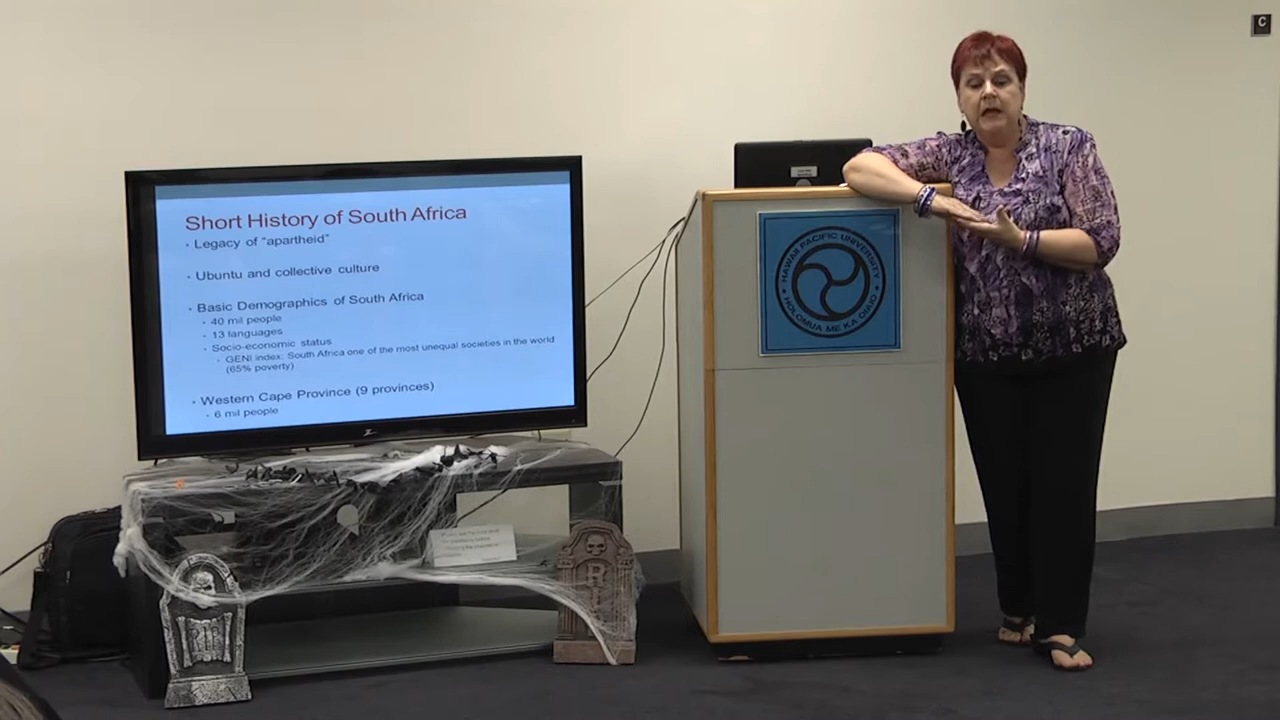 Short History of South Africa
• Legacy of "apartheid"
• Ubuntu and collective culture
• Basic Demographics of South Africa
• 40 mil people
• 13 languages
• Socio-economic status
• GENI index: South Africa one of the most unequal societies in the world
(65% poverty)
• Western Cape Province (9 provinces)
• 6 mil people
HAWAII PACIFIC UNIVERSITY
HOLOMUA ME KA OIAIO
C
RIP